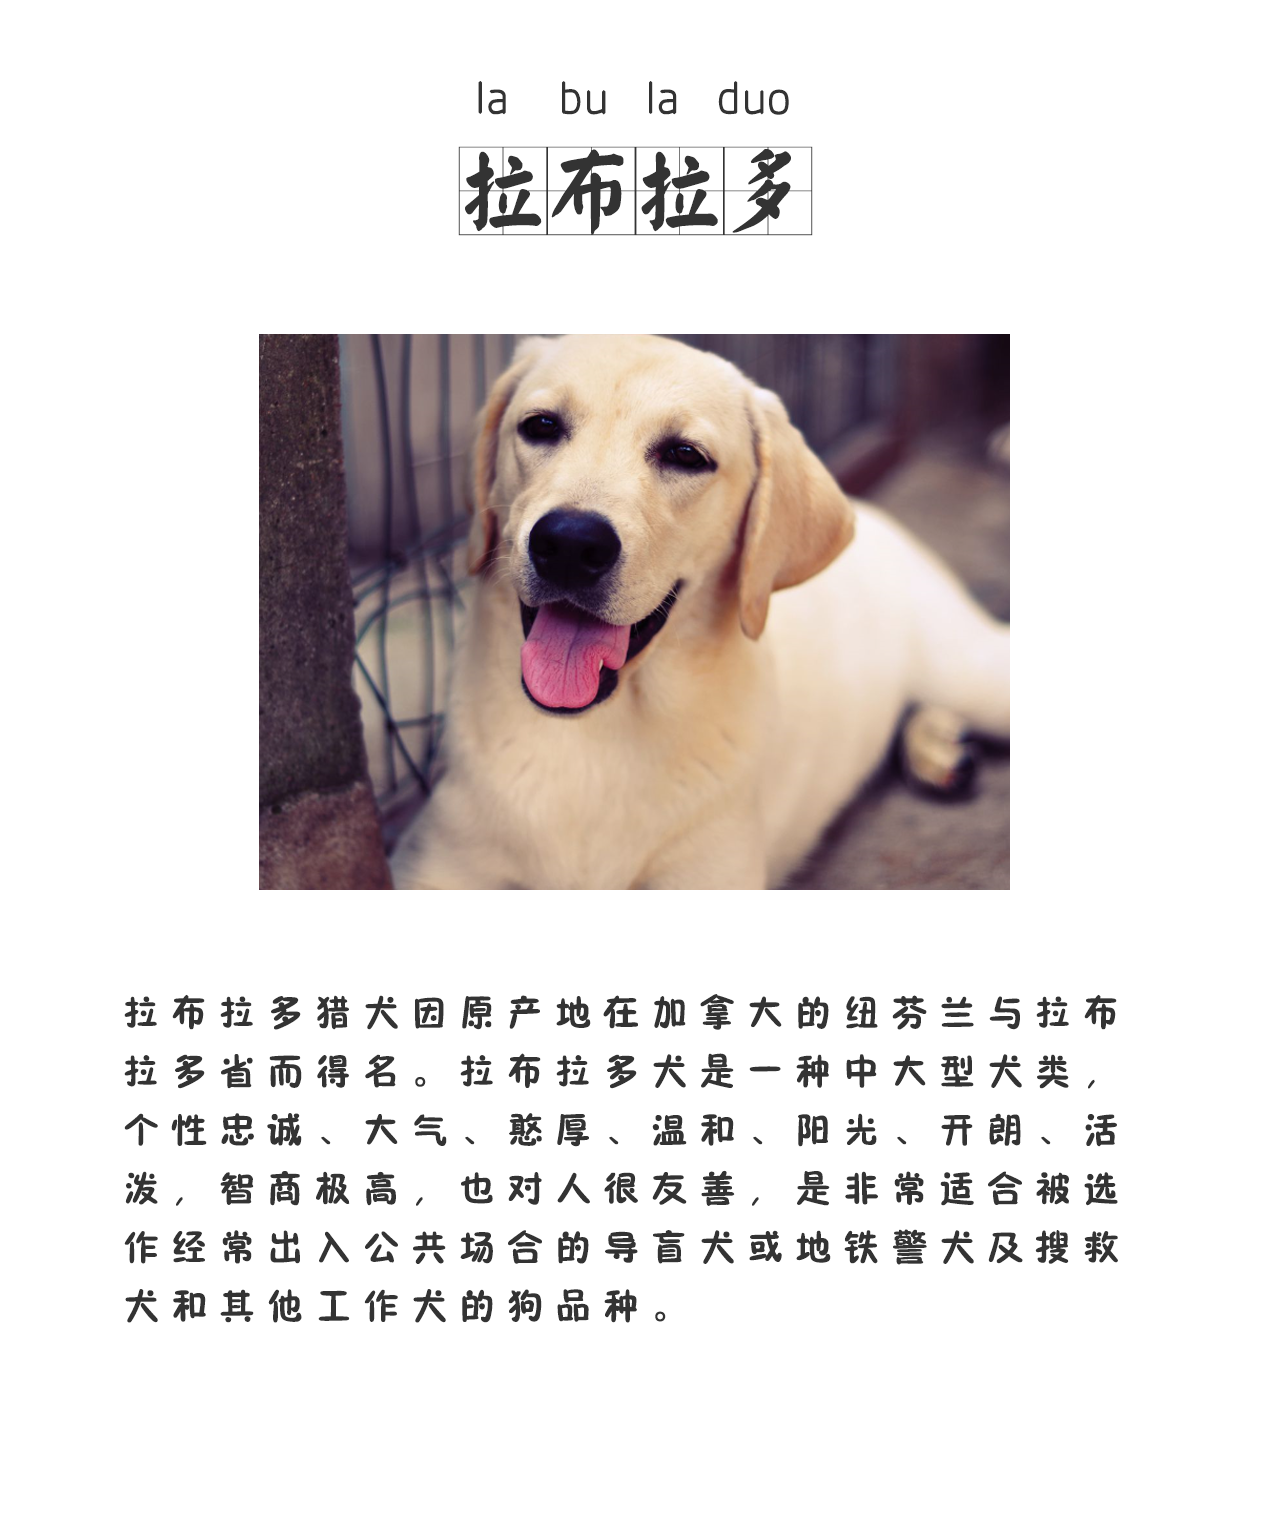 la bu la duo
拉布拉多
拉布拉多猎犬因原产地在加拿大的纽芬兰与拉布
拉多省而得名。拉布拉多犬是一种中大型犬类，
个性忠诚、大气、憨厚、温和、阳光、开朗、活
泼，智商极高，也对人很友善，是非常适合被选
作经常出入公共场合的导盲犬或地铁警犬及搜救
犬和其他工作犬的狗品种。